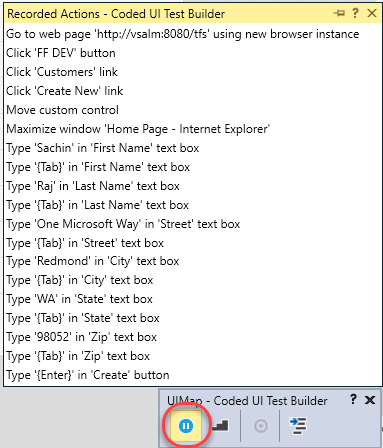 Recorded Actions - Coded UI Test Builder
Go to web page 'http://vsalm:8080/tfs' using new browser instance
Click 'FF DEV' button
Click 'Customers' link
Click 'Create New' link
Move custom control
Maximize window 'Home Page - Internet Explorer'
Type 'Sachin' in 'First Name' text box
Type '{Tab}' in 'First Name' text box
Type 'Raj' in 'Last Name' text box
Type '{Tab}' in 'Last Name' text box
Type 'One Microsoft Way' in 'Street' text box
Type '{Tab}' in 'Street' text box
Type 'Redmond' in 'City' text box
Type '{Tab}' in 'City' text box
Type 'WA' in 'State' text box
Type '{Tab}' in 'State' text box
Type '98052' in 'Zip' text box
Type '{Tab}' in 'Zip' text box
Type '{Enter}' in 'Create' button
UIMap - Coded UI Test Builder